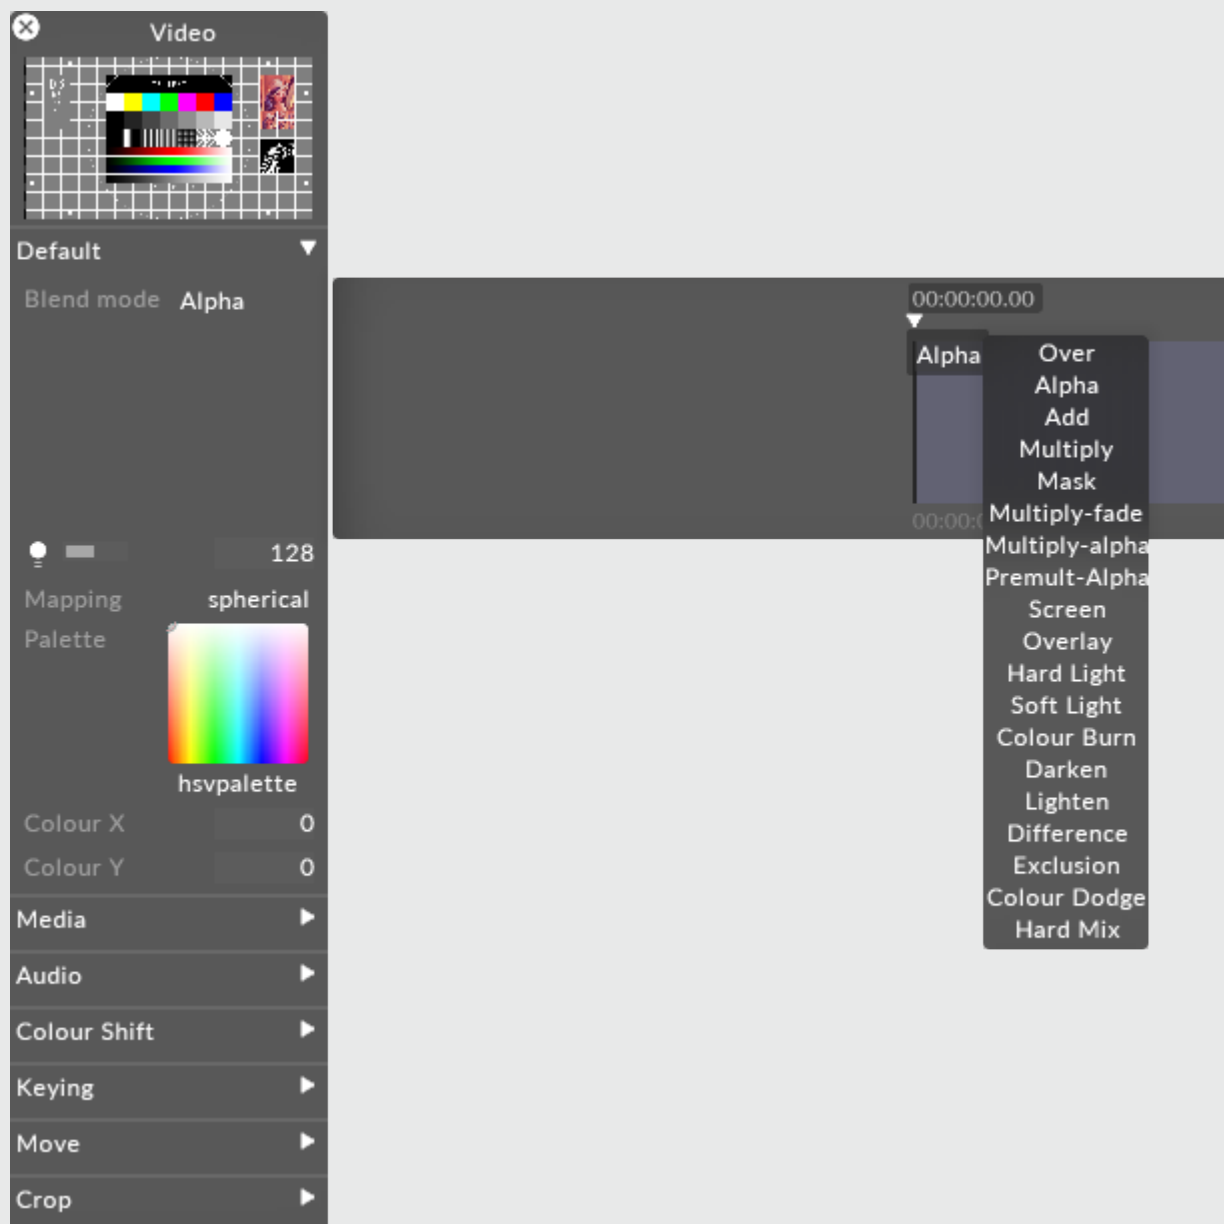 Video
Default
Blend mode Alpha
128
Mapping spherical
Palette
hsvpalette
Colour X 0
Colour Y 0
Media
Audio
Colour Shift
Keying
Move
Crop
00:00:00.00
Alpha
Over
Alpha
Add
Multiply
Mask
Multiply-fade
Multiply-alpha
Premult-Alpha
Screen
Overlay
Hard Light
Soft Light
Colour Burn
Darken
Lighten
Difference
Exclusion
Colour Dodge
Hard Mix